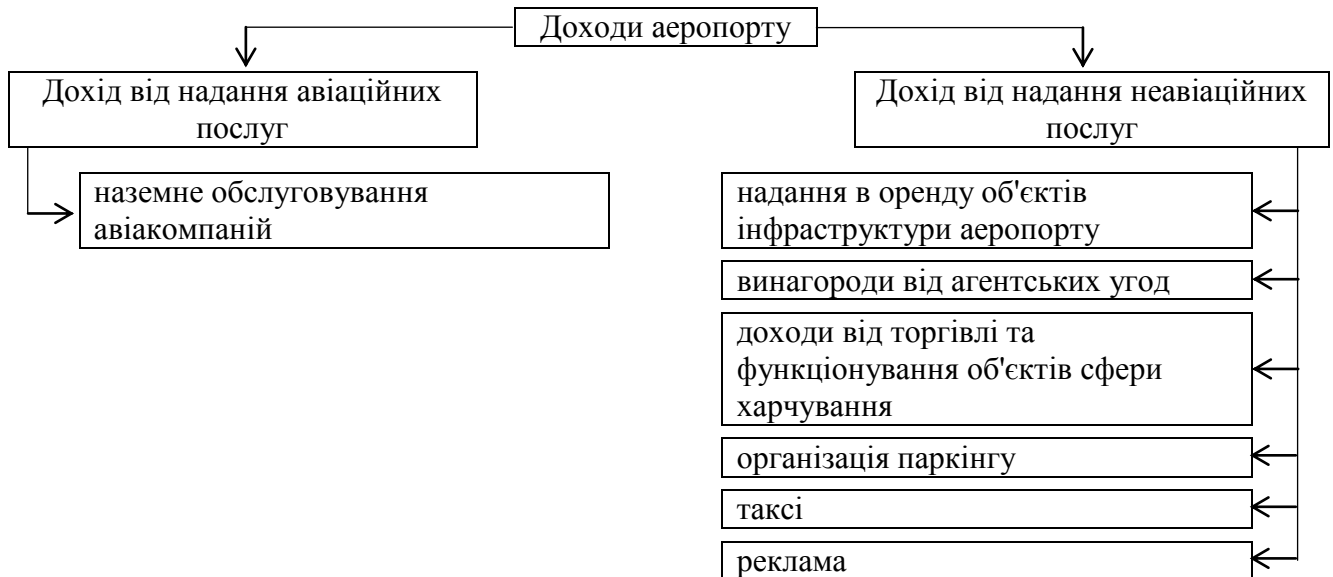 Доходи аеропорту
Дохід від надання авіаційних
послуг
наземне обслуговування
авіакомпаній
Дохід від надання неавіаційних
послуг
надання в оренду об'єктів
інфраструктури аеропорту
винагороди від агентських угод
доходи від торгівлі та
функціонування об'єктів сфери
харчування
організація паркінгу
таксі
реклама